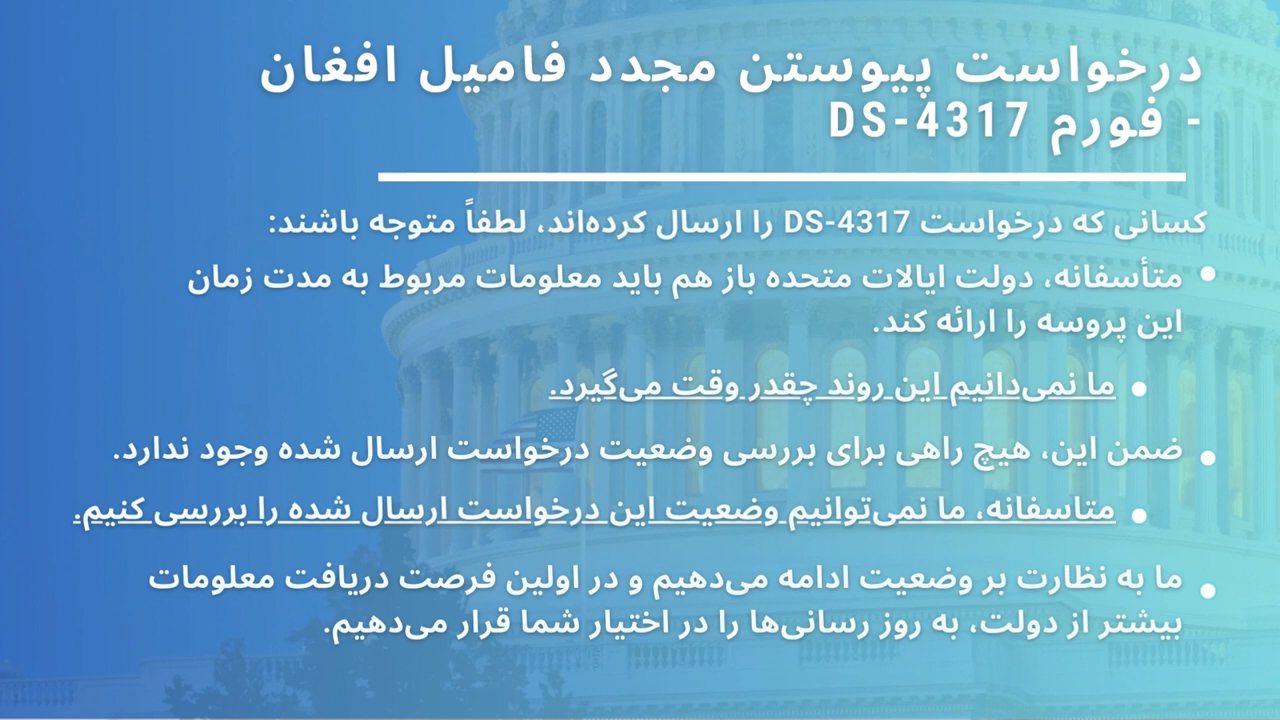 درخواست پیوستن مجدد فامیل افغان
- فورم DS-4317
کسانی که درخواست DS-4317 را ارسال کرده‌اند، لطفاً متوجه باشند:
• متأسفانه، دولت ایالات متحده باز هم باید معلومات مربوط به مدت زمان
این پروسه را ارائه کند.
• ما نمی‌دانیم این روند چقدر وقت می‌گیرد.
• ضمن این، هیچ راهی برای بررسی وضعیت درخواست ارسال شده وجود ندارد.
• متاسفانه، ما نمی‌توانیم وضعیت این درخواست ارسال شده را بررسی کنیم.
• ما به نظارت بر وضعیت ادامه می‌دهیم و در اولین فرصت دریافت معلومات
بیشتر از دولت، به روز رسانی‌ها را در اختیار شما قرار می‌دهیم.